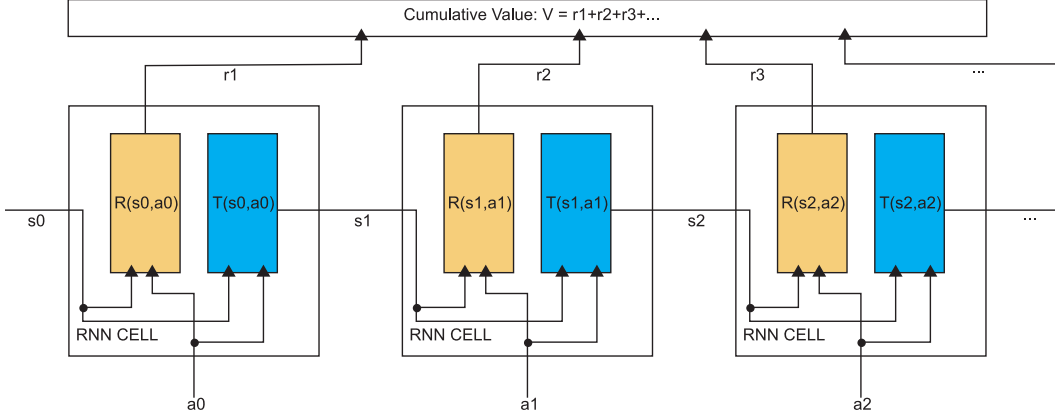 Cumulative Value: V = r1+r2+r3+...
r1
r2
r3
...
R(s0,a0)
T(s0,a0)
R(s1,a1)
T(s1,a1)
R(s2,a2)
T(s2,a2)
s0
s1
s2
...
RNN CELL
RNN CELL
RNN CELL
a0
a1
a2